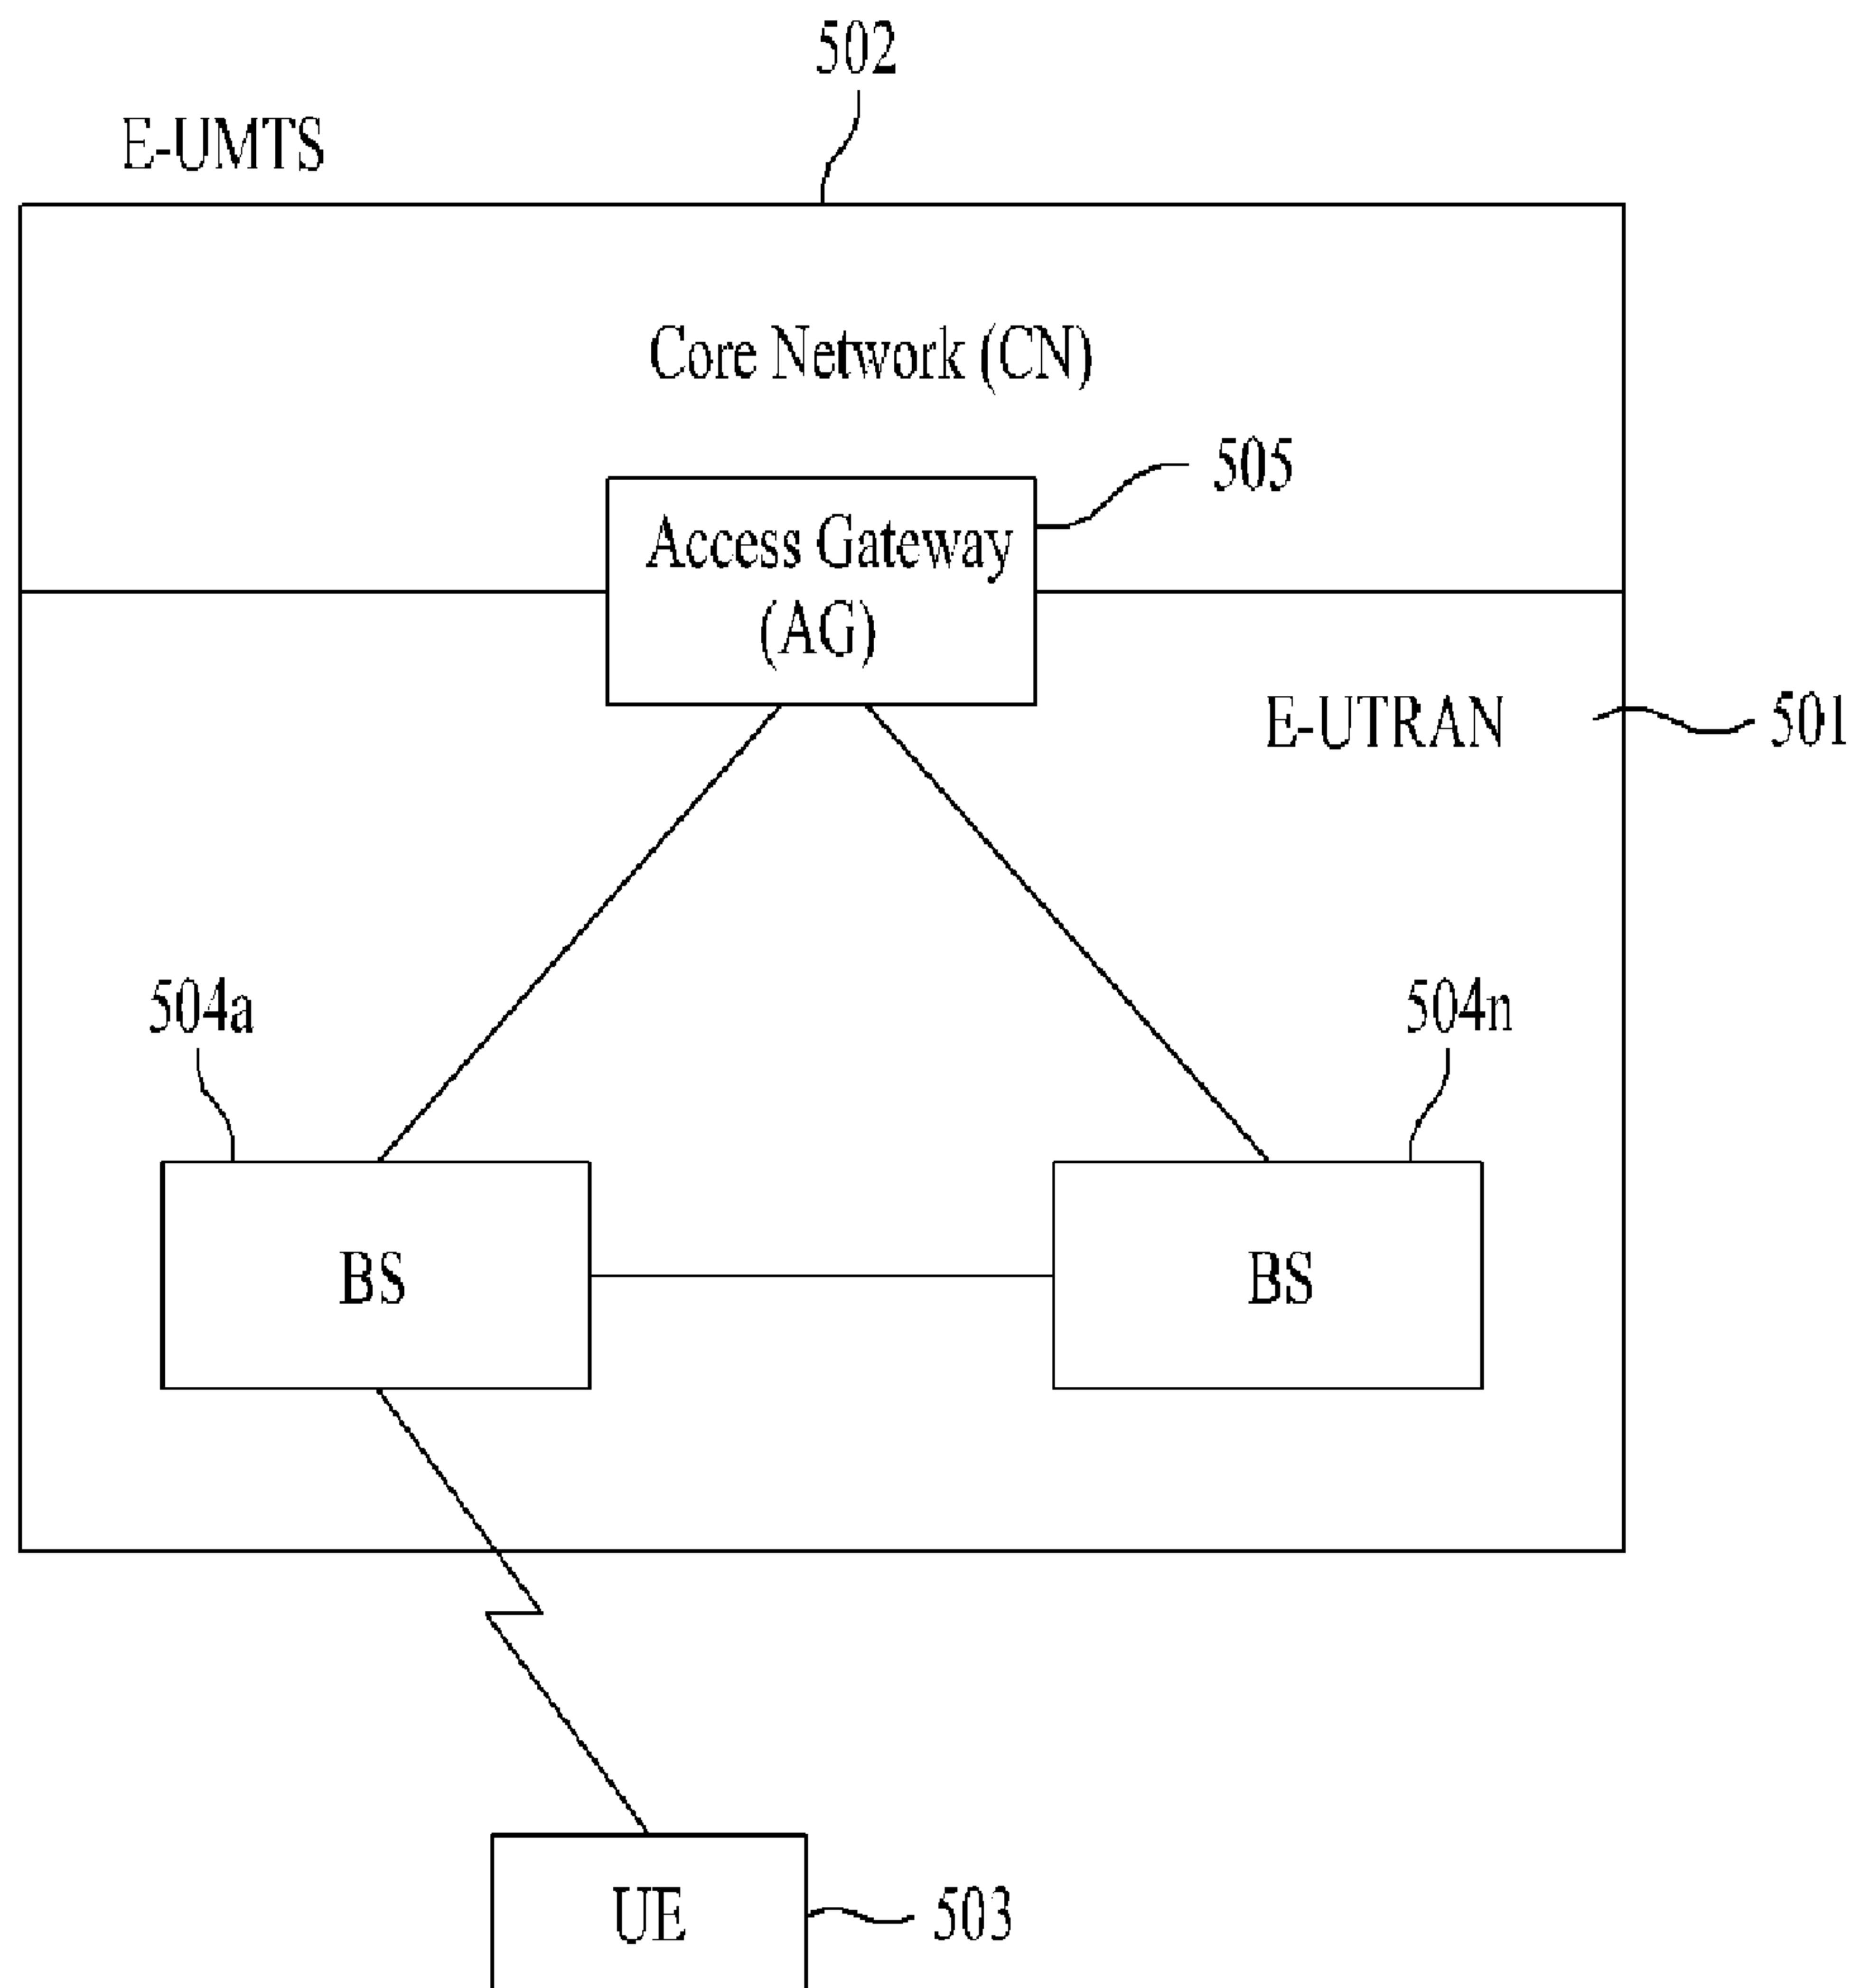 502
E-UMTS
Core Network (CN)
505
Access Gateway
(AG)
E-UTRAN
501
504a
504n
BS
BS
UE
503